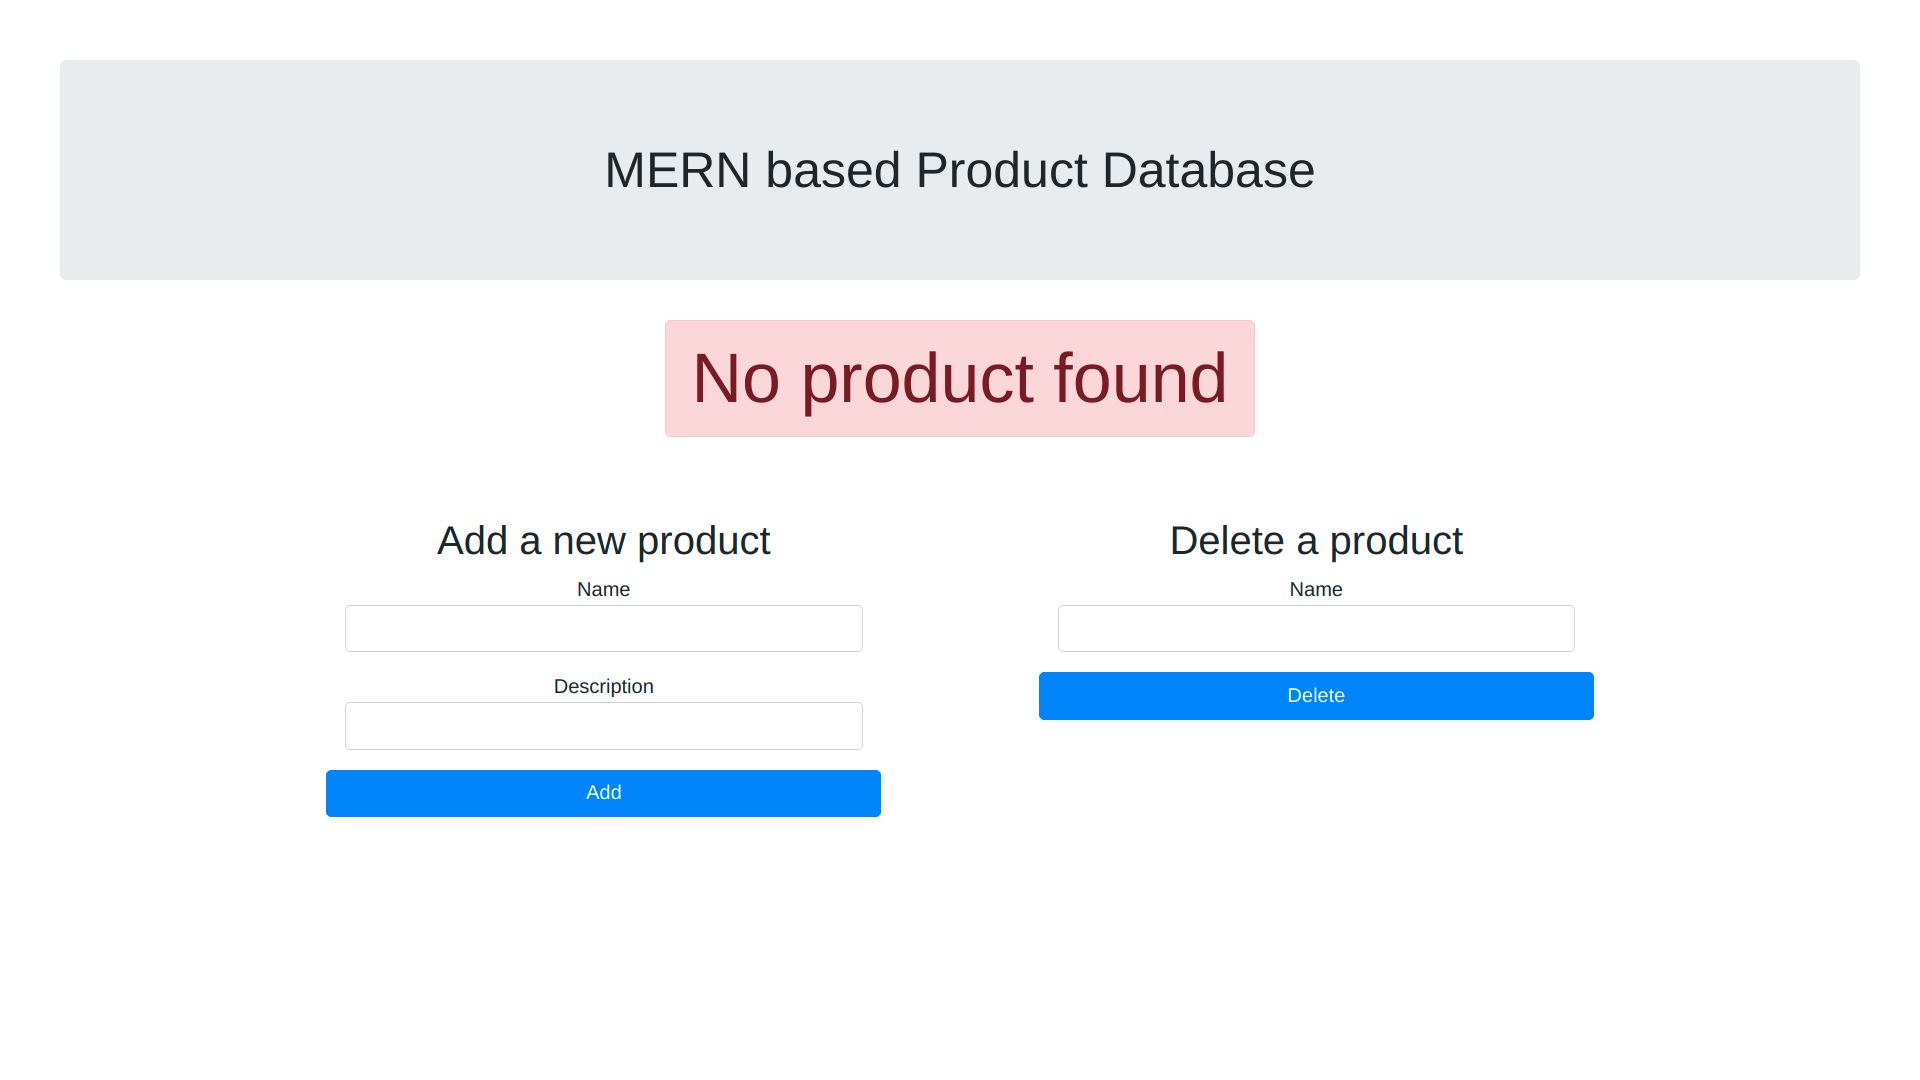 MERN based Product Database
No product found
Add a new product
Name
Description
Add
Delete a product
Name
Delete